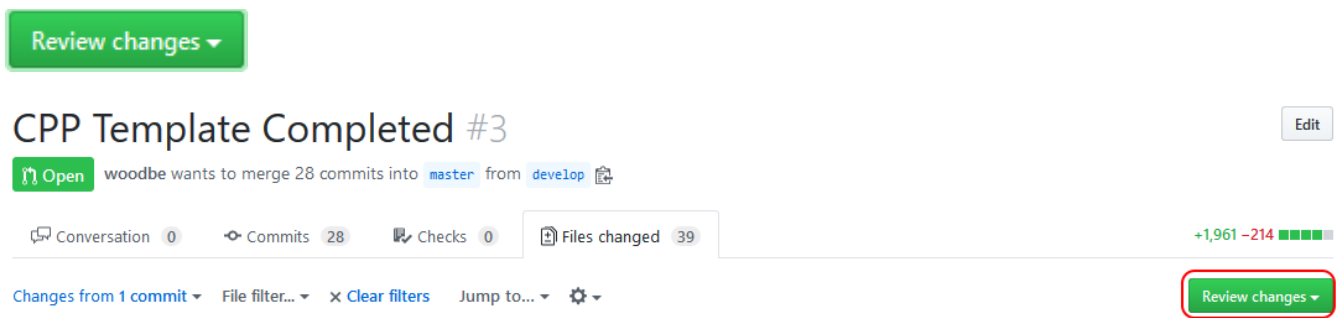 Review changes
CPP Template Completed #3
Edit
Open woodbe wants to merge 28 commits into master from develop
Conversation 0 Commits 28 Checks 0 Files changed 39 +1,961 −214
Changes from 1 commit File filter... × Clear filters Jump to... Review changes